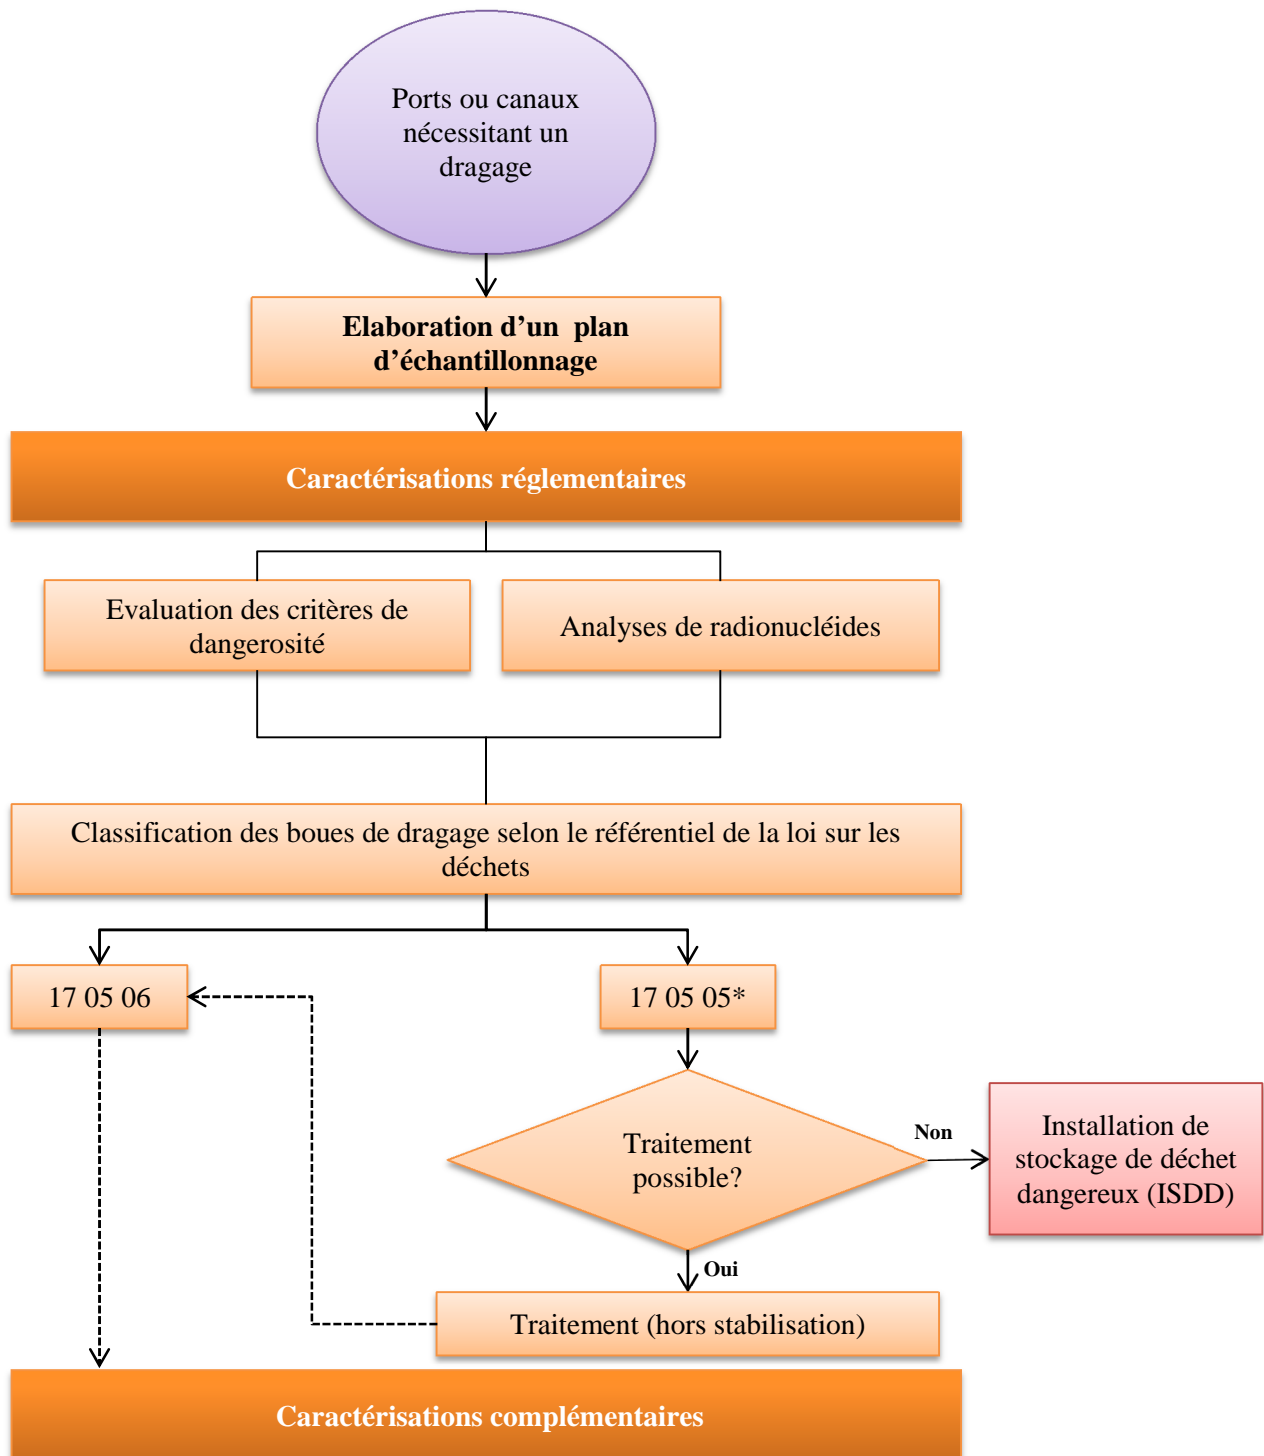 Ports ou canaux
nécessitant un
dragage
Elaboration d’un  plan
d’échantillonnage
Caractérisations réglementaires
Evaluation des critères de
dangerosité
Analyses de radionucléides
Classification des boues de dragage selon le référentiel de la loi sur les
déchets
17 05 06
17 05 05*
Traitement
possible?
Non
Installation de
stockage de déchet
dangereux (ISDD)
Oui
Traitement (hors stabilisation)
Caractérisations complémentaires